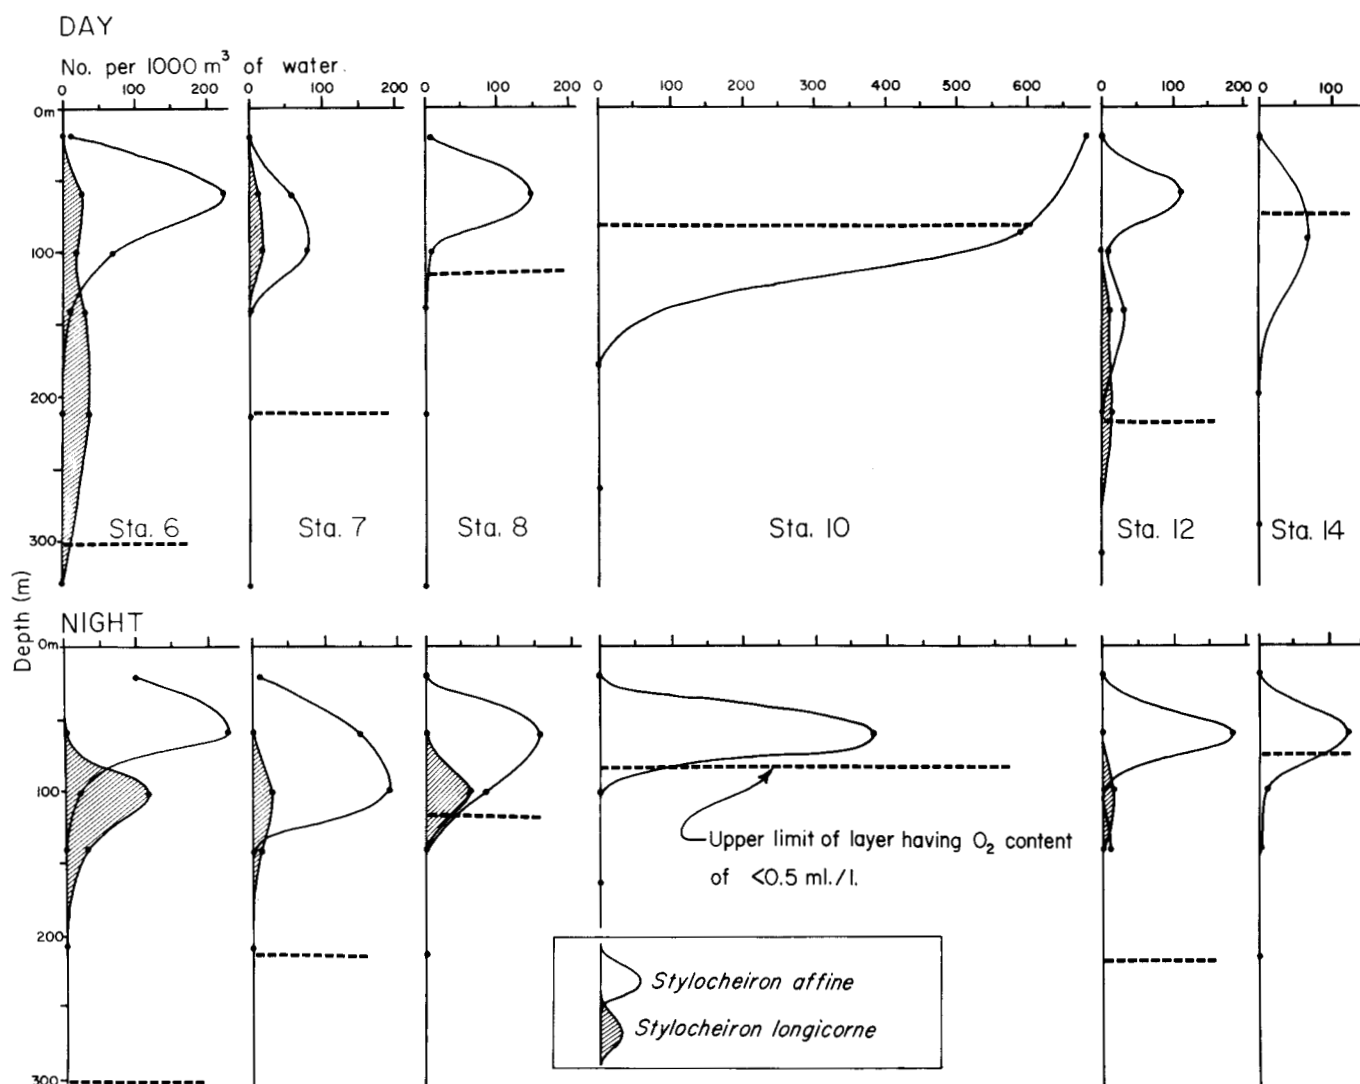 DAY
No. per 1000 m³ of water.
0 100 200
0 100 200
0 100 200
0 100 200 300 400 500 600
0 100 200
0 100
0m
100
200
300
Sta. 6
Sta. 7
Sta. 8
Sta. 10
Sta. 12
Sta. 14
Depth (m)
NIGHT
0m
100
200
300
Upper limit of layer having O₂ content
of <0.5 ml./l.
Stylocheiron affine
Stylocheiron longicorne